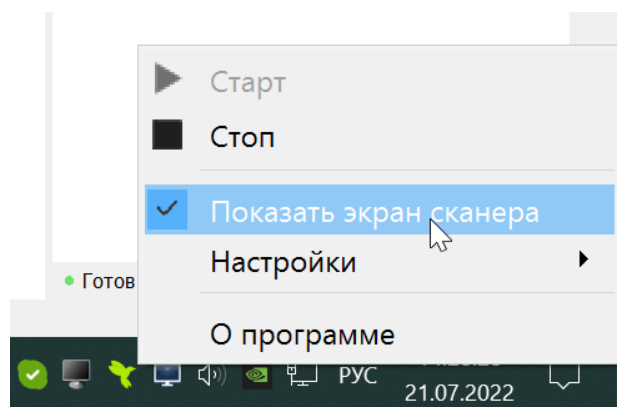 Старт
Стоп
Показать экран сканера
Настройки
Готов
О программе
РУС
21.07.2022